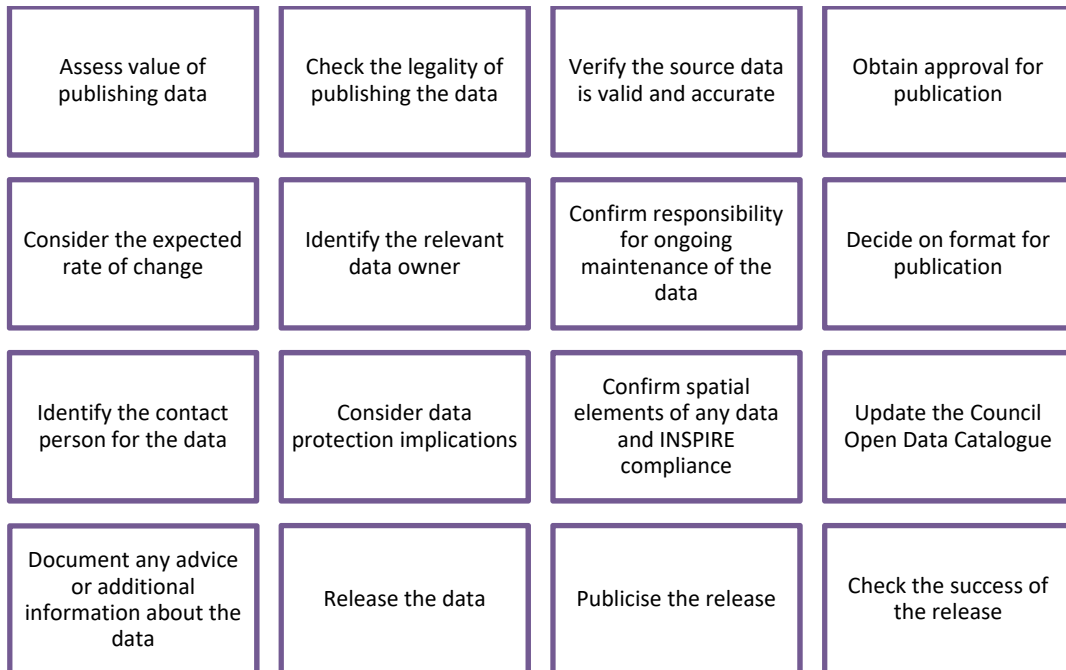 Assess value of
publishing data
Check the legality of
publishing the data
Verify the source data
is valid and accurate
Obtain approval for
publication
Consider the expected
rate of change
Identify the relevant
data owner
Confirm responsibility
for ongoing
maintenance of the
data
Decide on format for
publication
Identify the contact
person for the data
Consider data
protection implications
Confirm spatial
elements of any data
and INSPIRE
compliance
Update the Council
Open Data Catalogue
Document any advice
or additional
information about the
data
Release the data
Publicise the release
Check the success of
the release